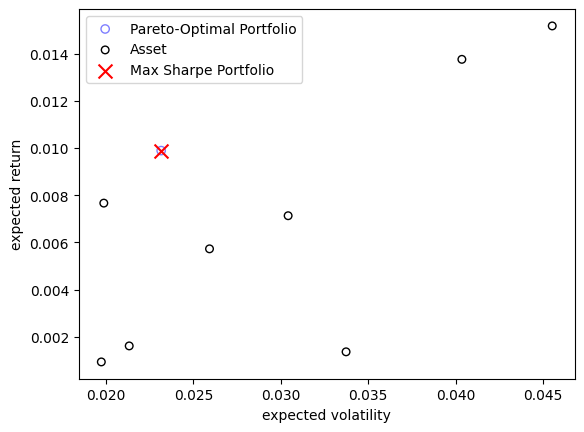 Pareto-Optimal Portfolio
Asset
Max Sharpe Portfolio
expected return
0.014
0.012
0.010
0.008
0.006
0.004
0.002
0.020 0.025 0.030 0.035 0.040 0.045
expected volatility